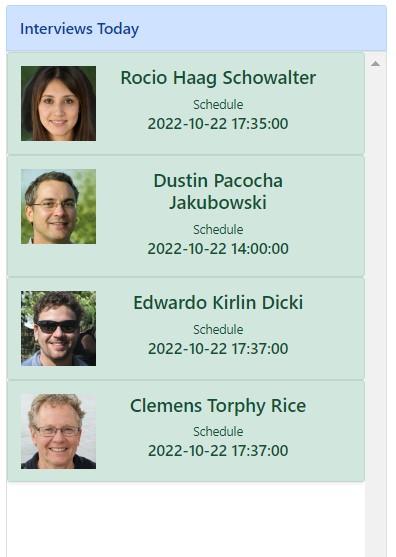 Interviews Today
Rocio Haag Schowalter
Schedule
2022-10-22 17:35:00
Dustin Pacocha
Jakubowski
Schedule
2022-10-22 14:00:00
Edwardo Kirlin Dicki
Schedule
2022-10-22 17:37:00
Clemens Torphy Rice
Schedule
2022-10-22 17:37:00